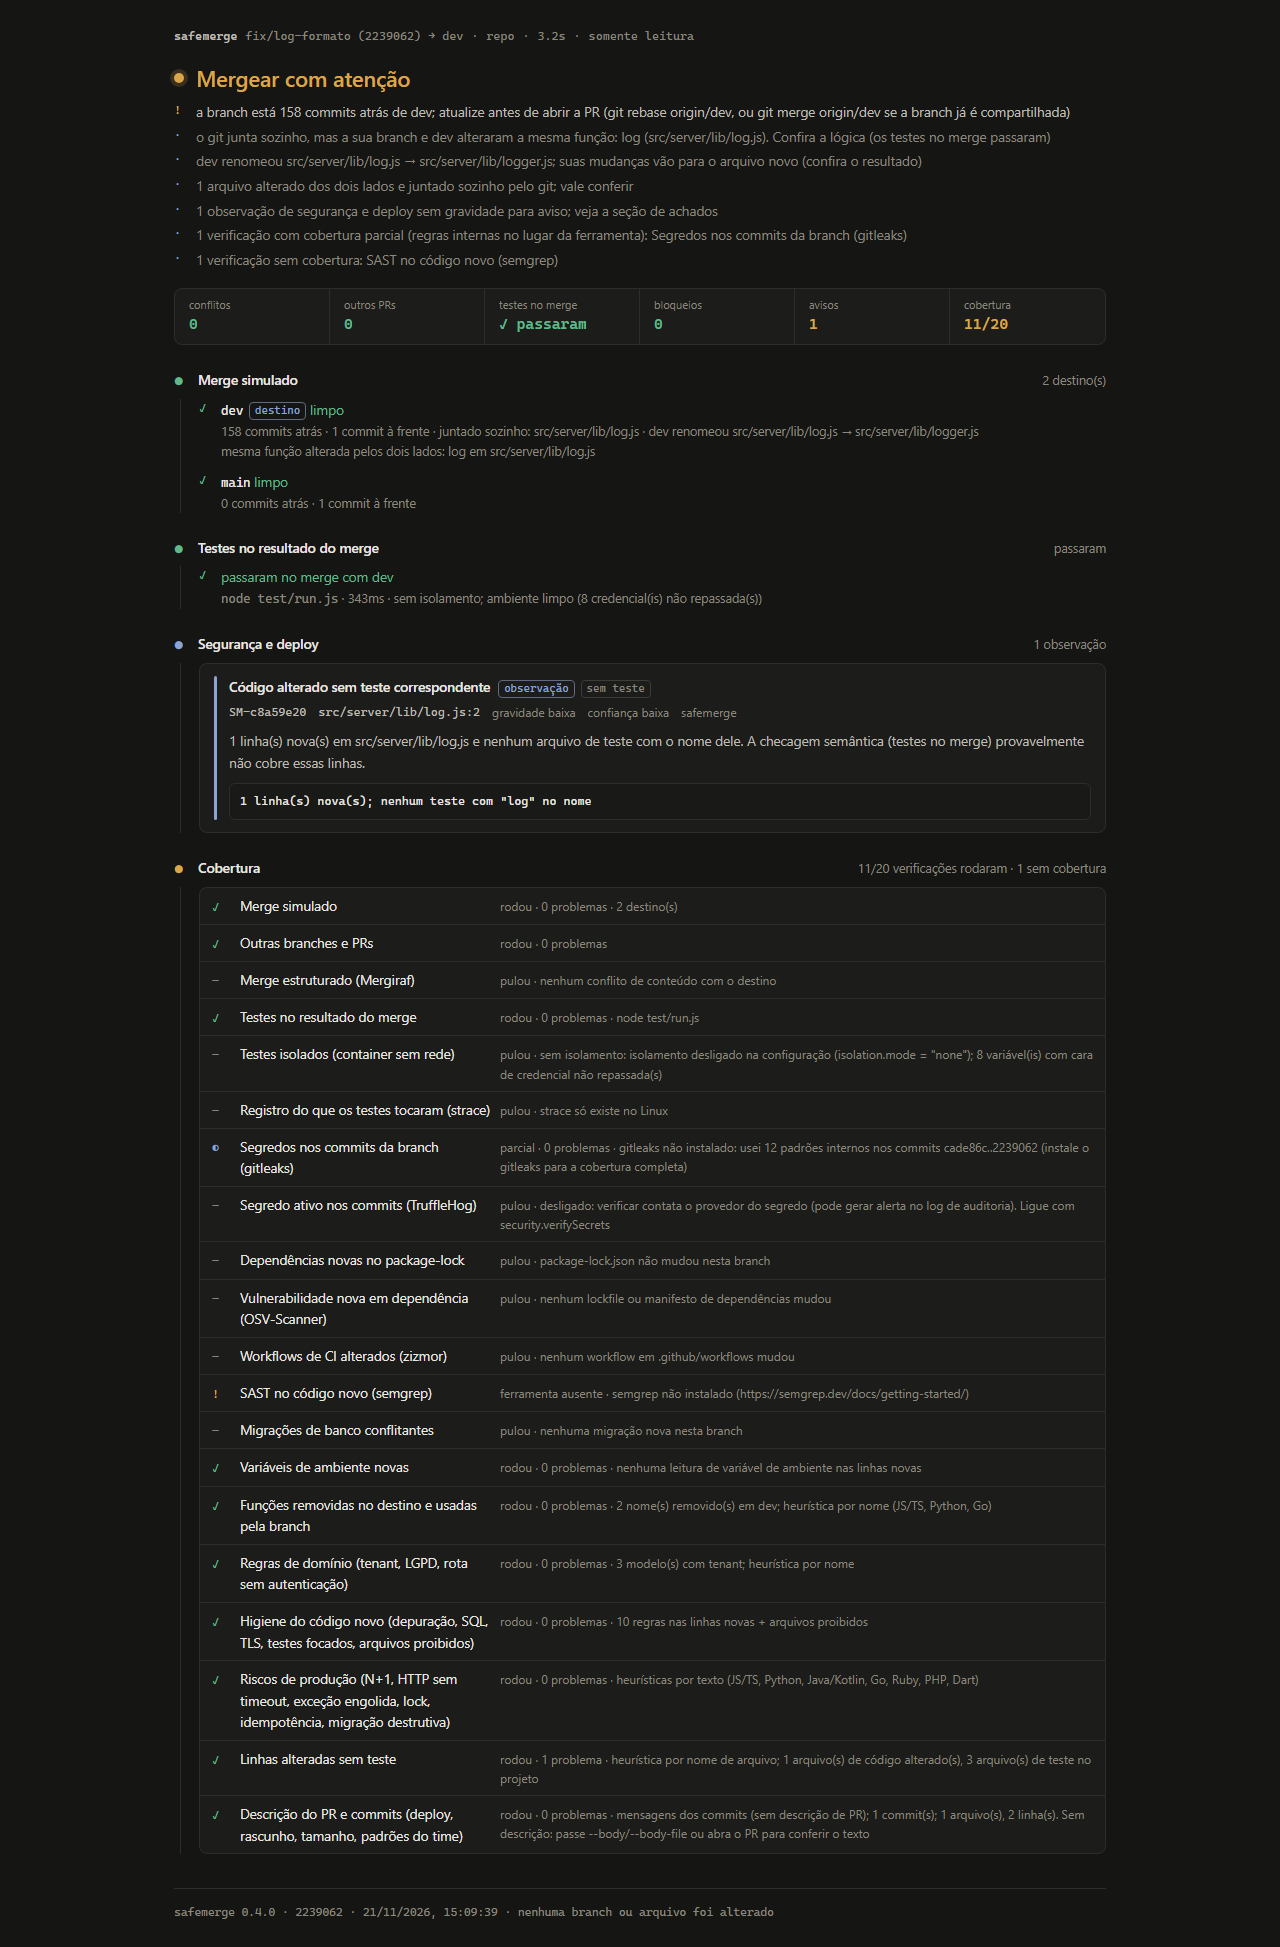 safemerge fix/log-formato (2239062) → dev · repo · 3.2s · somente leitura
Mergear com atenção
! a branch está 158 commits atrás de dev; atualize antes de abrir a PR (git rebase origin/dev, ou git merge origin/dev se a branch já é compartilhada)
· o git junta sozinho, mas a sua branch e dev alteraram a mesma função: log (src/server/lib/log.js). Confira a lógica (os testes no merge passaram)
· dev renomeou src/server/lib/log.js → src/server/lib/logger.js; suas mudanças vão para o arquivo novo (confira o resultado)
· 1 arquivo alterado dos dois lados e juntado sozinho pelo git; vale conferir
· 1 observação de segurança e deploy sem gravidade para aviso; veja a seção de achados
· 1 verificação com cobertura parcial (regras internas no lugar da ferramenta): Segredos nos commits da branch (gitleaks)
· 1 verificação sem cobertura: SAST no código novo (semgrep)
conflitos
0
outros PRs
0
testes no merge
✓ passaram
bloqueios
0
avisos
1
cobertura
11/20
Merge simulado 2 destino(s)
✓ dev destino limpo
158 commits atrás · 1 commit à frente · juntado sozinho: src/server/lib/log.js · dev renomeou src/server/lib/log.js → src/server/lib/logger.js
mesma função alterada pelos dois lados: log em src/server/lib/log.js
✓ main limpo
0 commits atrás · 1 commit à frente
Testes no resultado do merge passaram
✓ passaram no merge com dev
node test/run.js · 343ms · sem isolamento; ambiente limpo (8 credencial(is) não repassada(s))
Segurança e deploy 1 observação
Código alterado sem teste correspondente observação sem teste
SM-c8a59e20 src/server/lib/log.js:2 gravidade baixa confiança baixa safemerge
1 linha(s) nova(s) em src/server/lib/log.js e nenhum arquivo de teste com o nome dele. A checagem semântica (testes no merge) provavelmente
não cobre essas linhas.
1 linha(s) nova(s); nenhum teste com "log" no nome
Cobertura 11/20 verificações rodaram · 1 sem cobertura
✓ Merge simulado rodou · 0 problemas · 2 destino(s)
✓ Outras branches e PRs rodou · 0 problemas
— Merge estruturado (Mergiraf) pulou · nenhum conflito de conteúdo com o destino
✓ Testes no resultado do merge rodou · 0 problemas · node test/run.js
— Testes isolados (container sem rede) pulou · sem isolamento: isolamento desligado na configuração (isolation.mode = "none"); 8 variável(is) com cara
de credencial não repassada(s)
— Registro do que os testes tocaram (strace) pulou · strace só existe no Linux
◐ Segredos nos commits da branch parcial · 0 problemas · gitleaks não instalado: usei 12 padrões internos nos commits cade86c..2239062 (instale o
(gitleaks) gitleaks para a cobertura completa)
— Segredo ativo nos commits (TruffleHog) pulou · desligado: verificar contata o provedor do segredo (pode gerar alerta no log de auditoria). Ligue com
security.verifySecrets
— Dependências novas no package-lock pulou · package-lock.json não mudou nesta branch
— Vulnerabilidade nova em dependência pulou · nenhum lockfile ou manifesto de dependências mudou
(OSV-Scanner)
— Workflows de CI alterados (zizmor) pulou · nenhum workflow em .github/workflows mudou
! SAST no código novo (semgrep) ferramenta ausente · semgrep não instalado (https://semgrep.dev/docs/getting-started/)
— Migrações de banco conflitantes pulou · nenhuma migração nova nesta branch
✓ Variáveis de ambiente novas rodou · 0 problemas · nenhuma leitura de variável de ambiente nas linhas novas
✓ Funções removidas no destino e usadas rodou · 0 problemas · 2 nome(s) removido(s) em dev; heurística por nome (JS/TS, Python, Go)
pela branch
✓ Regras de domínio (tenant, LGPD, rota rodou · 0 problemas · 3 modelo(s) com tenant; heurística por nome
sem autenticação)
✓ Higiene do código novo (depuração, SQL, rodou · 0 problemas · 10 regras nas linhas novas + arquivos proibidos
TLS, testes focados, arquivos proibidos)
✓ Riscos de produção (N+1, HTTP sem rodou · 0 problemas · heurísticas por texto (JS/TS, Python, Java/Kotlin, Go, Ruby, PHP, Dart)
timeout, exceção engolida, lock,
idempotência, migração destrutiva)
✓ Linhas alteradas sem teste rodou · 1 problema · heurística por nome de arquivo; 1 arquivo(s) de código alterado(s), 3 arquivo(s) de teste no
projeto
✓ Descrição do PR e commits (deploy, rodou · 0 problemas · mensagens dos commits (sem descrição de PR); 1 commit(s); 1 arquivo(s), 2 linha(s). Sem
rascunho, tamanho, padrões do time) descrição: passe --body/--body-file ou abra o PR para conferir o texto
safemerge 0.4.0 · 2239062 · 21/11/2026, 15:09:39 · nenhuma branch ou arquivo foi alterado